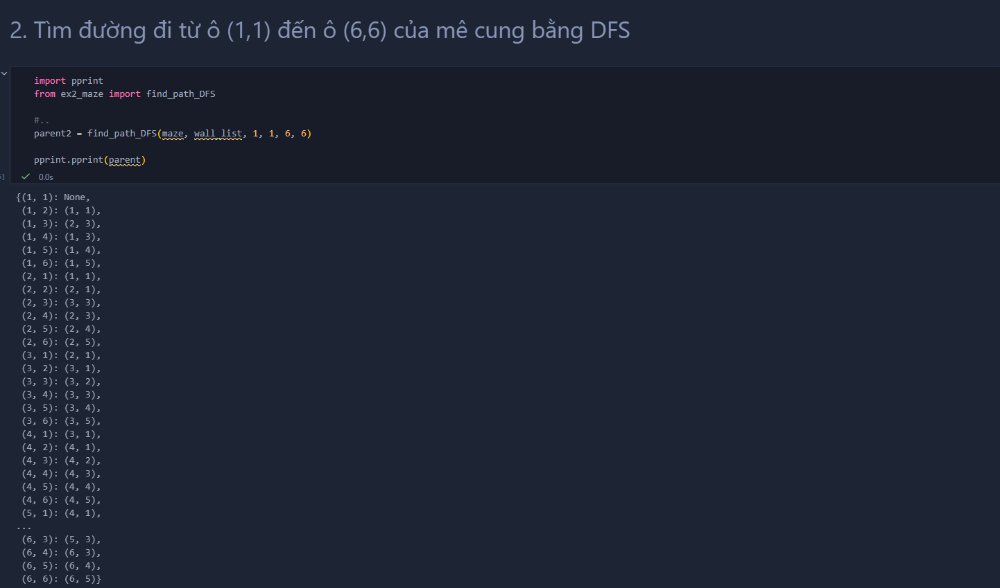 2. Tìm đường đi từ ô (1,1) đến ô (6,6) của mê cung bằng DFS
import pprint
from ex2_maze import find_path_DFS
#..
parent2 = find_path_DFS(maze, wall_list, 1, 1, 6, 6)
pprint.pprint(parent)
0.0s
{(1, 1): None,
(1, 2): (1, 1),
(1, 3): (2, 3),
(1, 4): (1, 3),
(1, 5): (1, 4),
(1, 6): (1, 5),
(2, 1): (1, 1),
(2, 2): (2, 1),
(2, 3): (3, 3),
(2, 4): (2, 3),
(2, 5): (2, 4),
(2, 6): (2, 5),
(3, 1): (2, 1),
(3, 2): (3, 1),
(3, 3): (3, 2),
(3, 4): (3, 3),
(3, 5): (3, 4),
(3, 6): (3, 5),
(4, 1): (3, 1),
(4, 2): (4, 1),
(4, 3): (4, 2),
(4, 4): (4, 3),
(4, 5): (4, 4),
(4, 6): (4, 5),
(5, 1): (4, 1),
...
(6, 3): (5, 3),
(6, 4): (6, 3),
(6, 5): (6, 4),
(6, 6): (6, 5)}